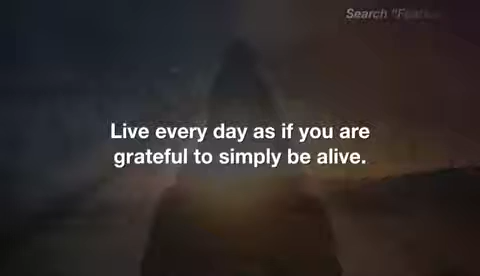 Search "Fear
Live every day as if you are
grateful to simply be alive.